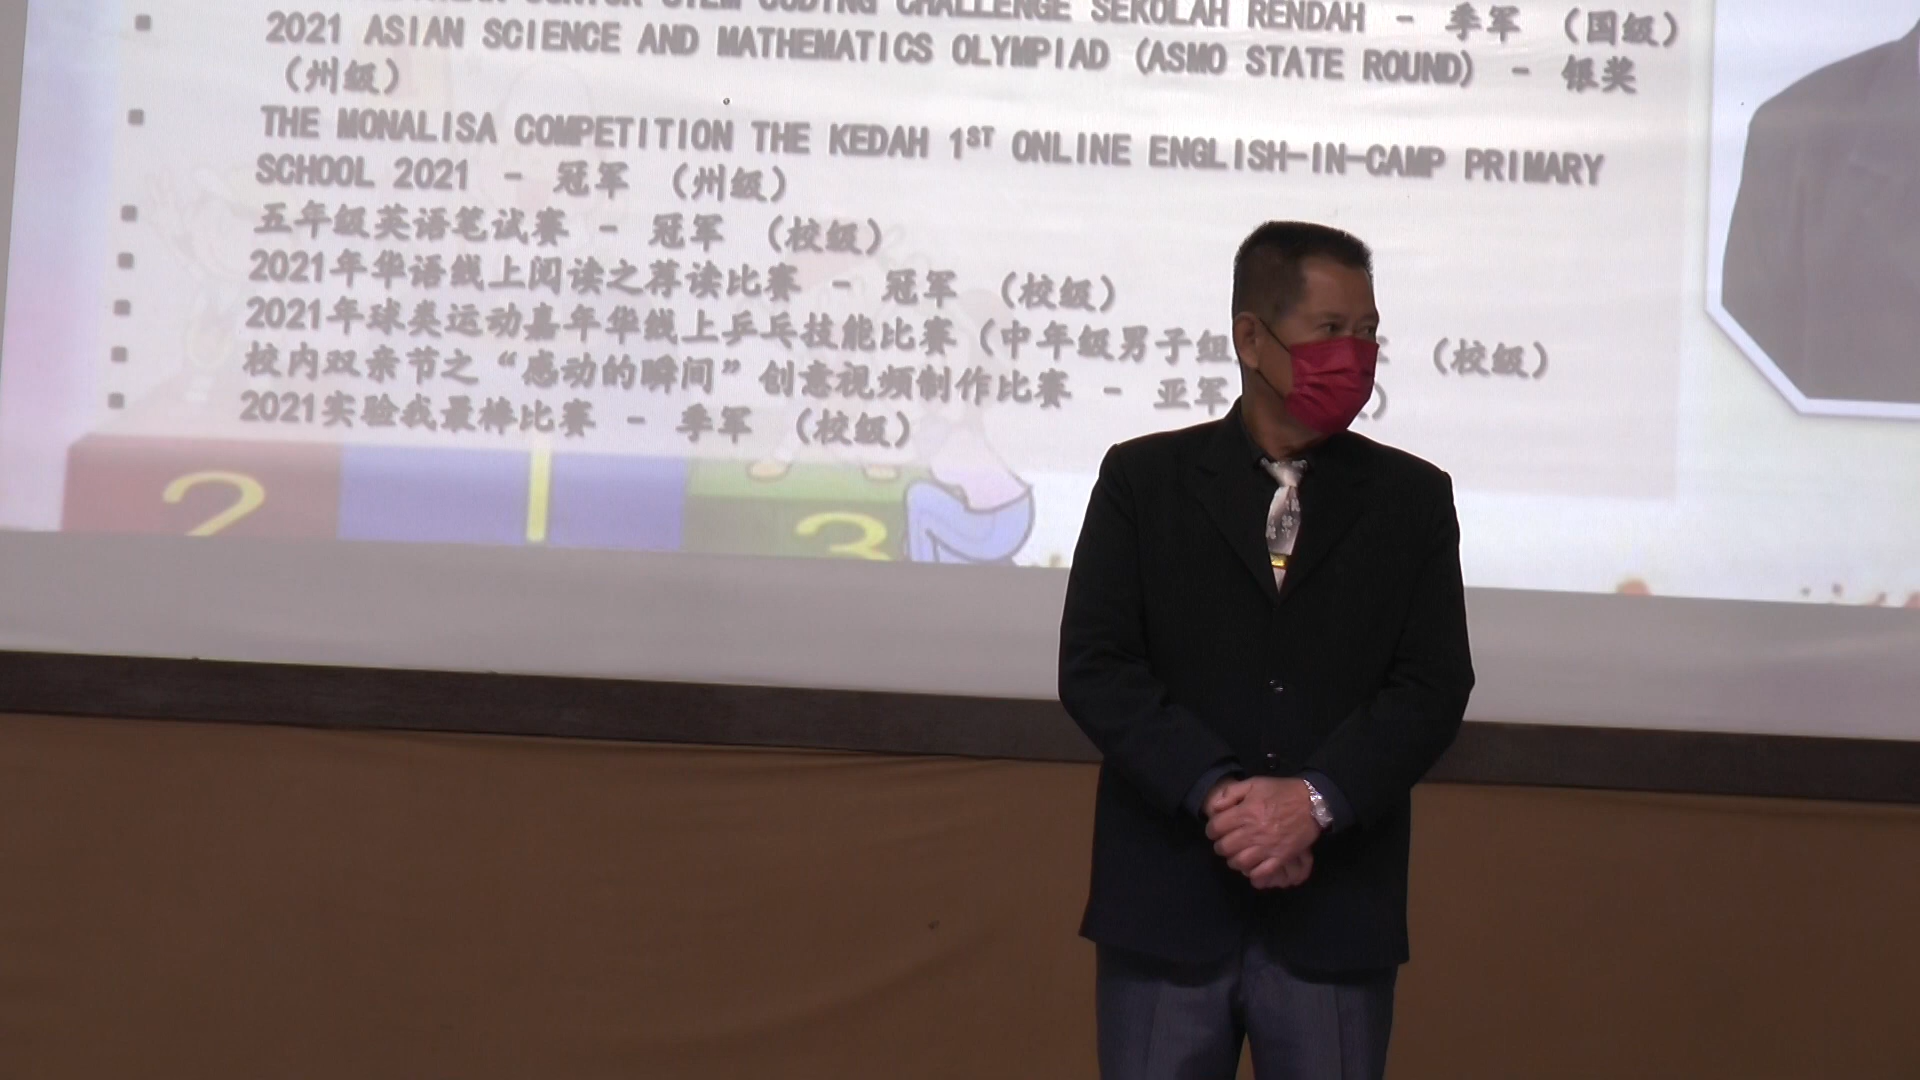 CODING CHALLENGE SEKOLAH RENDAH - 季军 （国级）
2021 ASIAN SCIENCE AND MATHEMATICS OLYMPIAD (ASMO STATE ROUND) - 银奖
（州级）
THE MONALISA COMPETITION THE KEDAH 1ST ONLINE ENGLISH-IN-CAMP PRIMARY
SCHOOL 2021 - 冠军 （州级）
五年级英语笔试赛 - 冠军 （校级）
2021年华语线上阅读之荐读比赛 - 冠军 （校级）
2021年球类运动嘉年华线上乒乓技能比赛（中年级男子组 （校级）
校内双亲节之“感动的瞬间”创意视频制作比赛 - 亚军
2021实验我最棒比赛 - 季军 （校级）
2 1 3